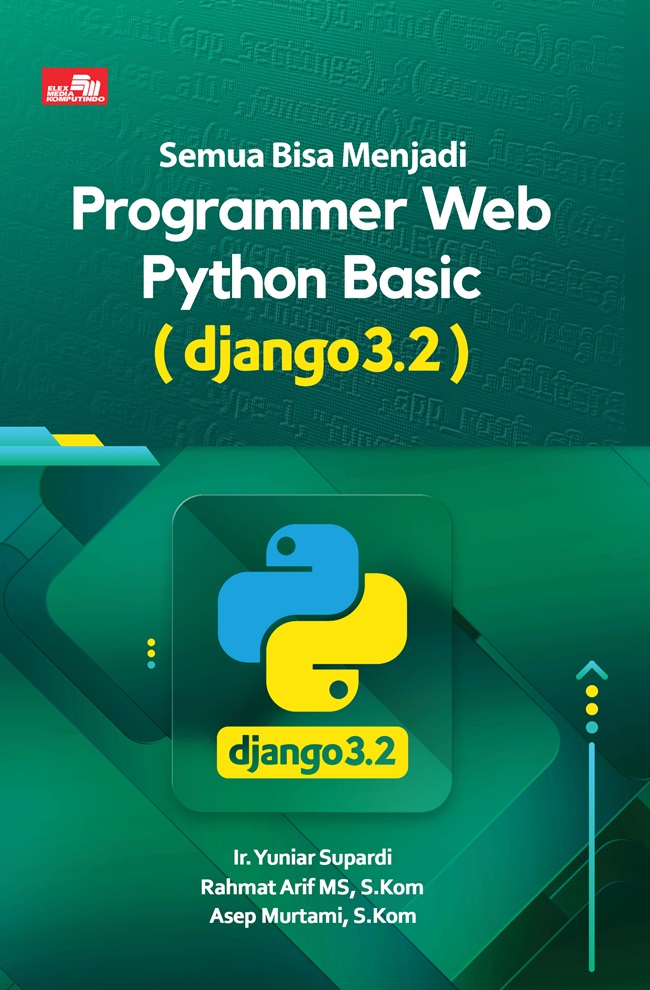 ELEX
MEDIA
KOMPUTINDO
Semua Bisa Menjadi
Programmer Web
Python Basic
( django3.2 )
django3.2
Ir. Yuniar Supardi
Rahmat Arif MS, S.Kom
Asep Murtami, S.Kom